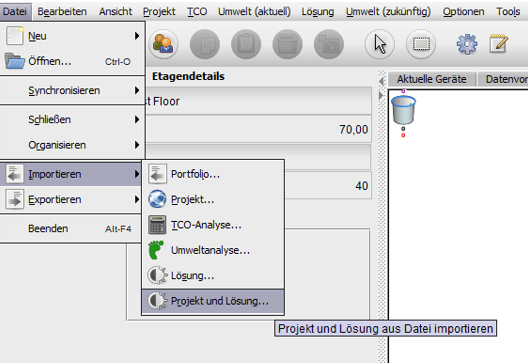 Datei Bearbeiten Ansicht Projekt TCO Umwelt (aktuell) Lösung Umwelt (zukünftig) Optionen Tools
Neu
Öffnen... Ctrl-O
Synchronisieren
Schließen
Organisieren
Importieren
Exportieren
Beenden Alt-F4
Etagendetails
st Floor
70,00
40
Aktuelle Geräte Datenvor
Portfolio...
Projekt...
TCO-Analyse...
Umweltanalyse...
Lösung...
Projekt und Lösung...
Projekt und Lösung aus Datei importieren